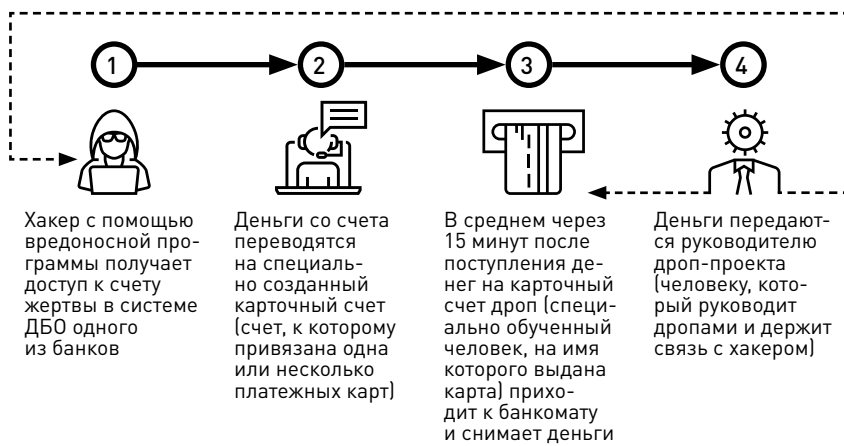 1
2
3
4
Хакер с помощью
вредоносной про-
граммы получает
доступ к счету
жертвы в системе
ДБО одного
из банков
Деньги со счета
переводятся
на специаль-
но созданный
карточный счет
(счет, к которому
привязана одна
или несколько
платежных карт)
В среднем через
15 минут после
поступления де-
нег на карточный
счет дроп (специ-
ально обученный
человек, на имя
которого выдана
карта) прихо-
дит к банкомату
и снимает деньги
Деньги передают-
ся руководителю
дроп-проекта
(человеку, кото-
рый руководит
дропами и держит
связь с хакером)